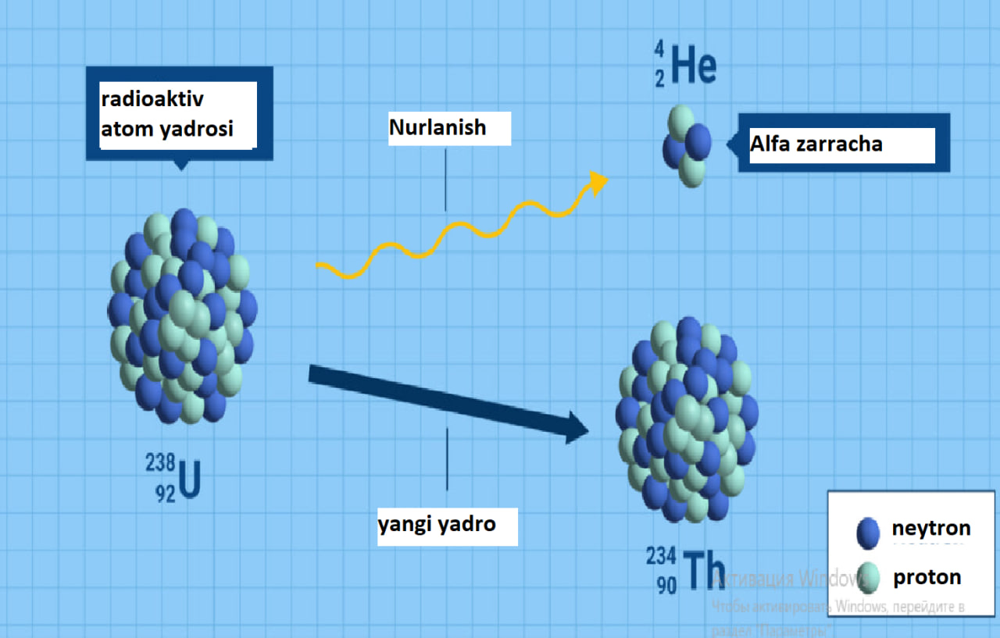 radioaktiv
atom yadrosi
Nurlanish
4
2 He
Alfa zarracha
238
92 U
yangi yadro
234
90 Th
neytron
proton
Активация Windows
Чтобы активировать Windows, перейдите в
раздел "Параметры"